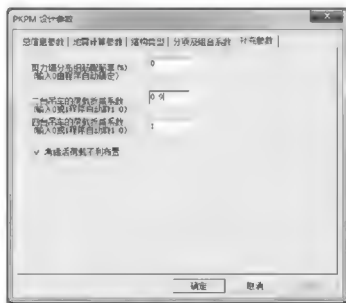 PKPM 设计参数
总信息参数 地震计算参数 结构类型 分项及组合系数 补充参数
剪力墙分布筋配筋率(%)
(输入0由程序自动确定)
0
二台吊车的荷载折减系数
(输入0或1程序自动取1.0)
0.9
四台吊车的荷载折减系数
(输入0或1程序自动取1.0)
1
考虑活荷载不利布置
确定 取消